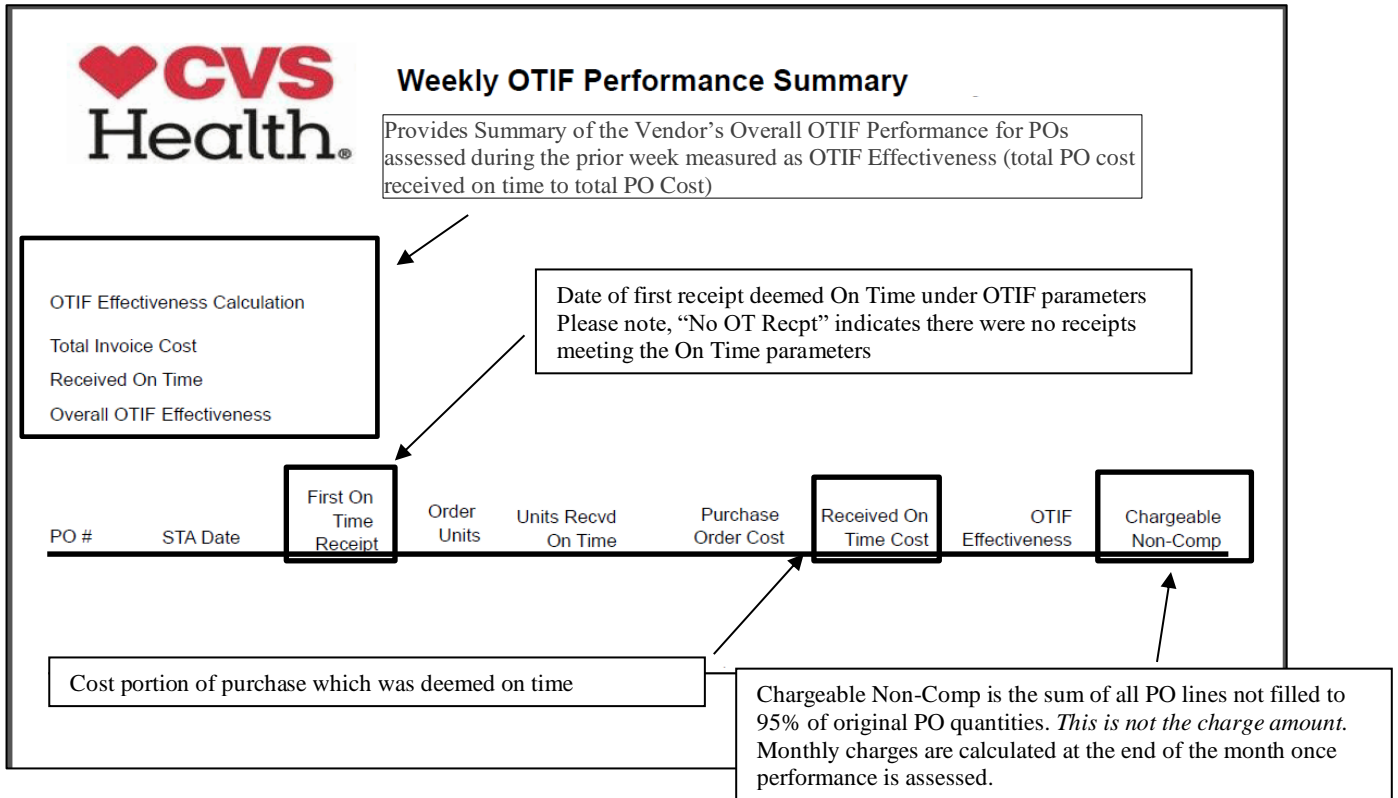 CVS
Health®
Weekly OTIF Performance Summary
Provides Summary of the Vendor's Overall OTIF Performance for POs
assessed during the prior week measured as OTIF Effectiveness (total PO cost
received on time to total PO Cost)
OTIF Effectiveness Calculation
Total Invoice Cost
Received On Time
Overall OTIF Effectiveness
Date of first receipt deemed On Time under OTIF parameters
Please note, “No OT Recpt” indicates there were no receipts
meeting the On Time parameters
PO #
STA Date
First On
Time
Receipt
Order
Units
Units Recvd
On Time
Purchase
Order Cost
Received On
Time Cost
OTIF
Effectiveness
Chargeable
Non-Comp
Cost portion of purchase which was deemed on time
Chargeable Non-Comp is the sum of all PO lines not filled to
95% of original PO quantities. This is not the charge amount.
Monthly charges are calculated at the end of the month once
performance is assessed.